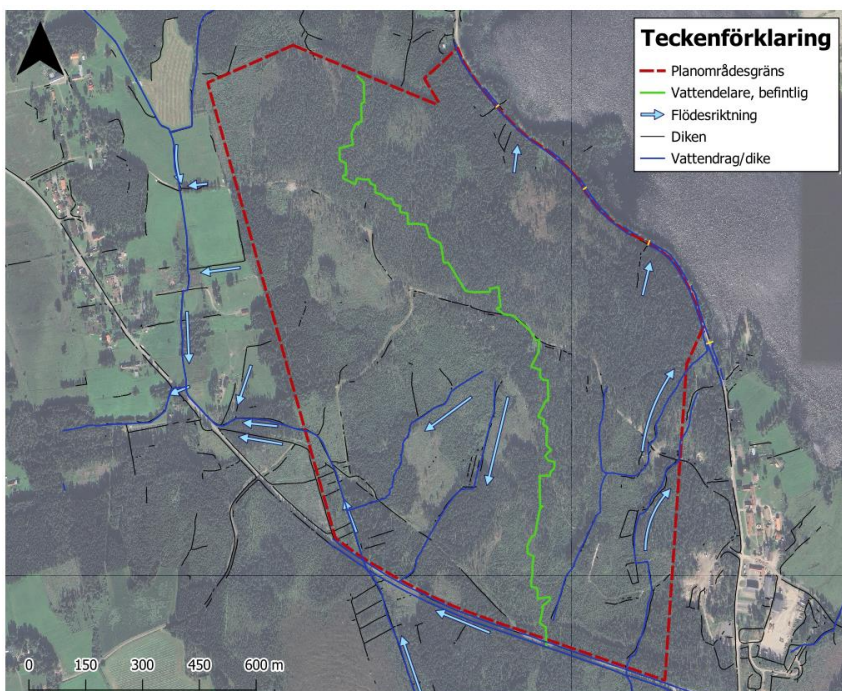 Teckenförklaring
Planområdesgräns
Vattendelare, befintlig
Flödesriktning
Diken
Vattendrag/dike
0 150 300 450 600 m